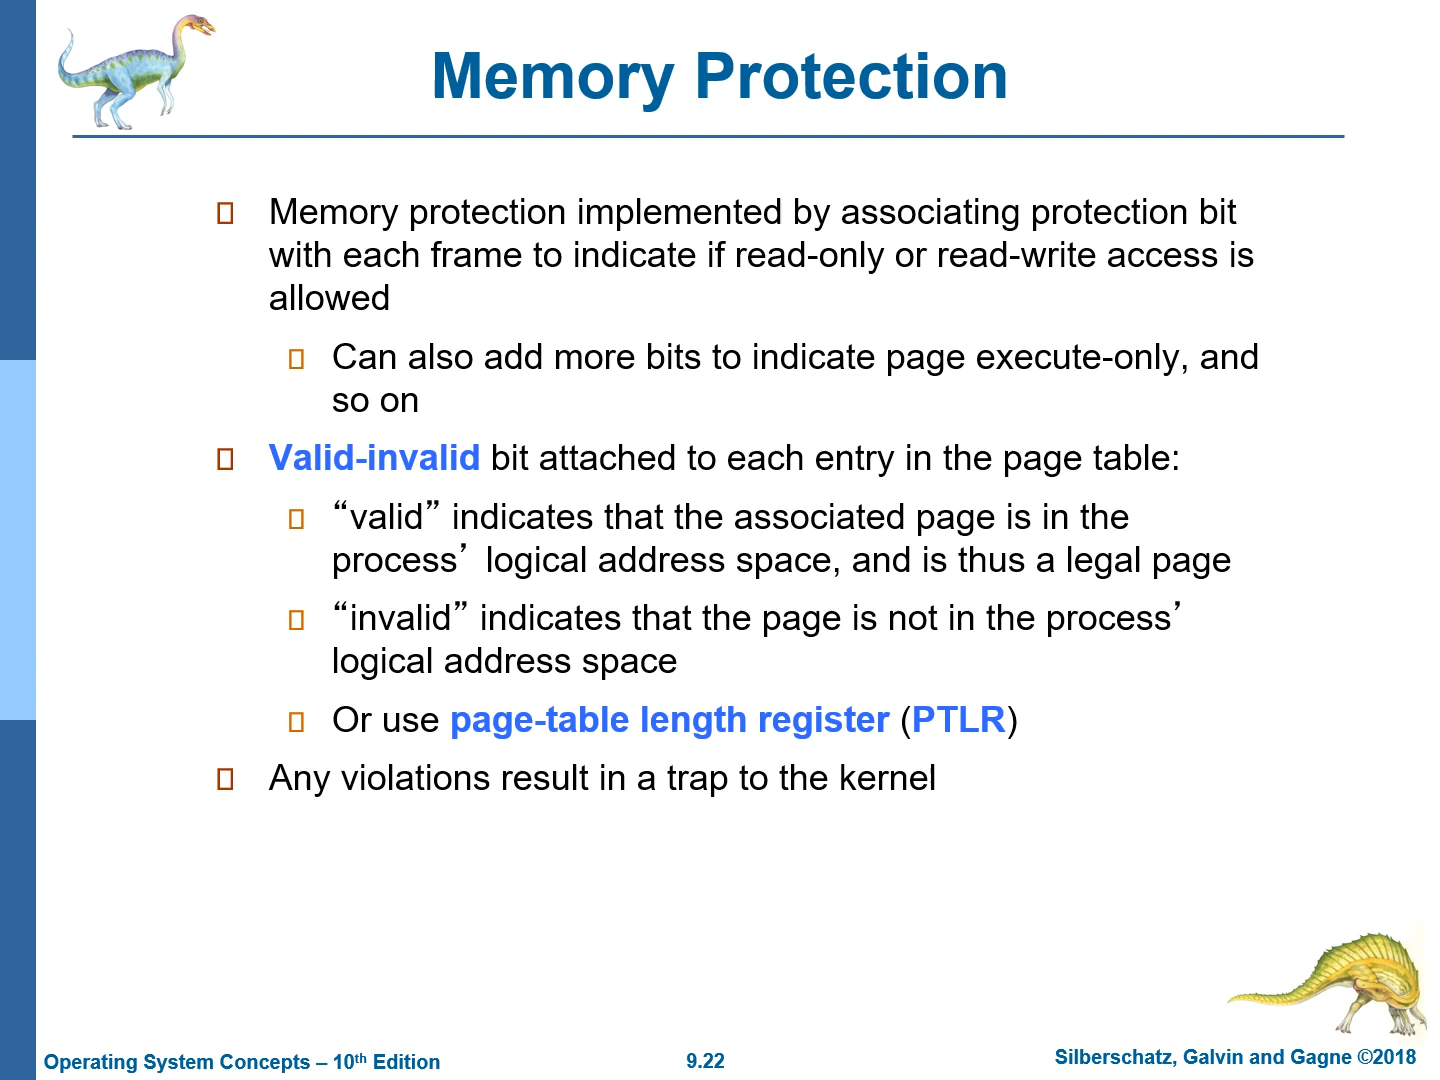 Memory Protection
Memory protection implemented by associating protection bit
with each frame to indicate if read-only or read-write access is
allowed
Can also add more bits to indicate page execute-only, and
so on
Valid-invalid bit attached to each entry in the page table:
“valid” indicates that the associated page is in the
process’ logical address space, and is thus a legal page
“invalid” indicates that the page is not in the process’
logical address space
Or use page-table length register (PTLR)
Any violations result in a trap to the kernel
Operating System Concepts – 10th Edition
9.22
Silberschatz, Galvin and Gagne ©2018